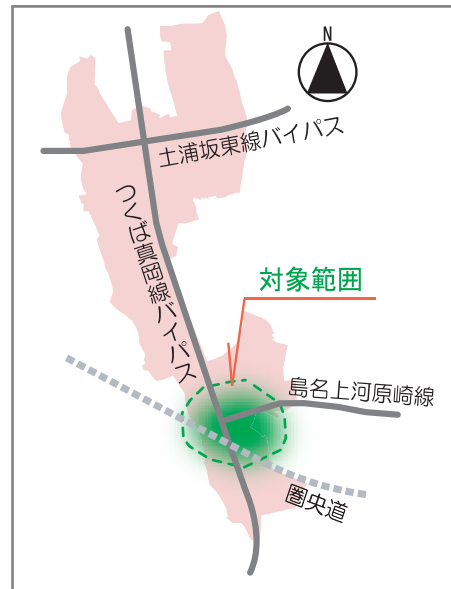 N
土浦坂東線バイパス
つくば真岡線バイパス
対象範囲
島名上河原崎線
圏央道